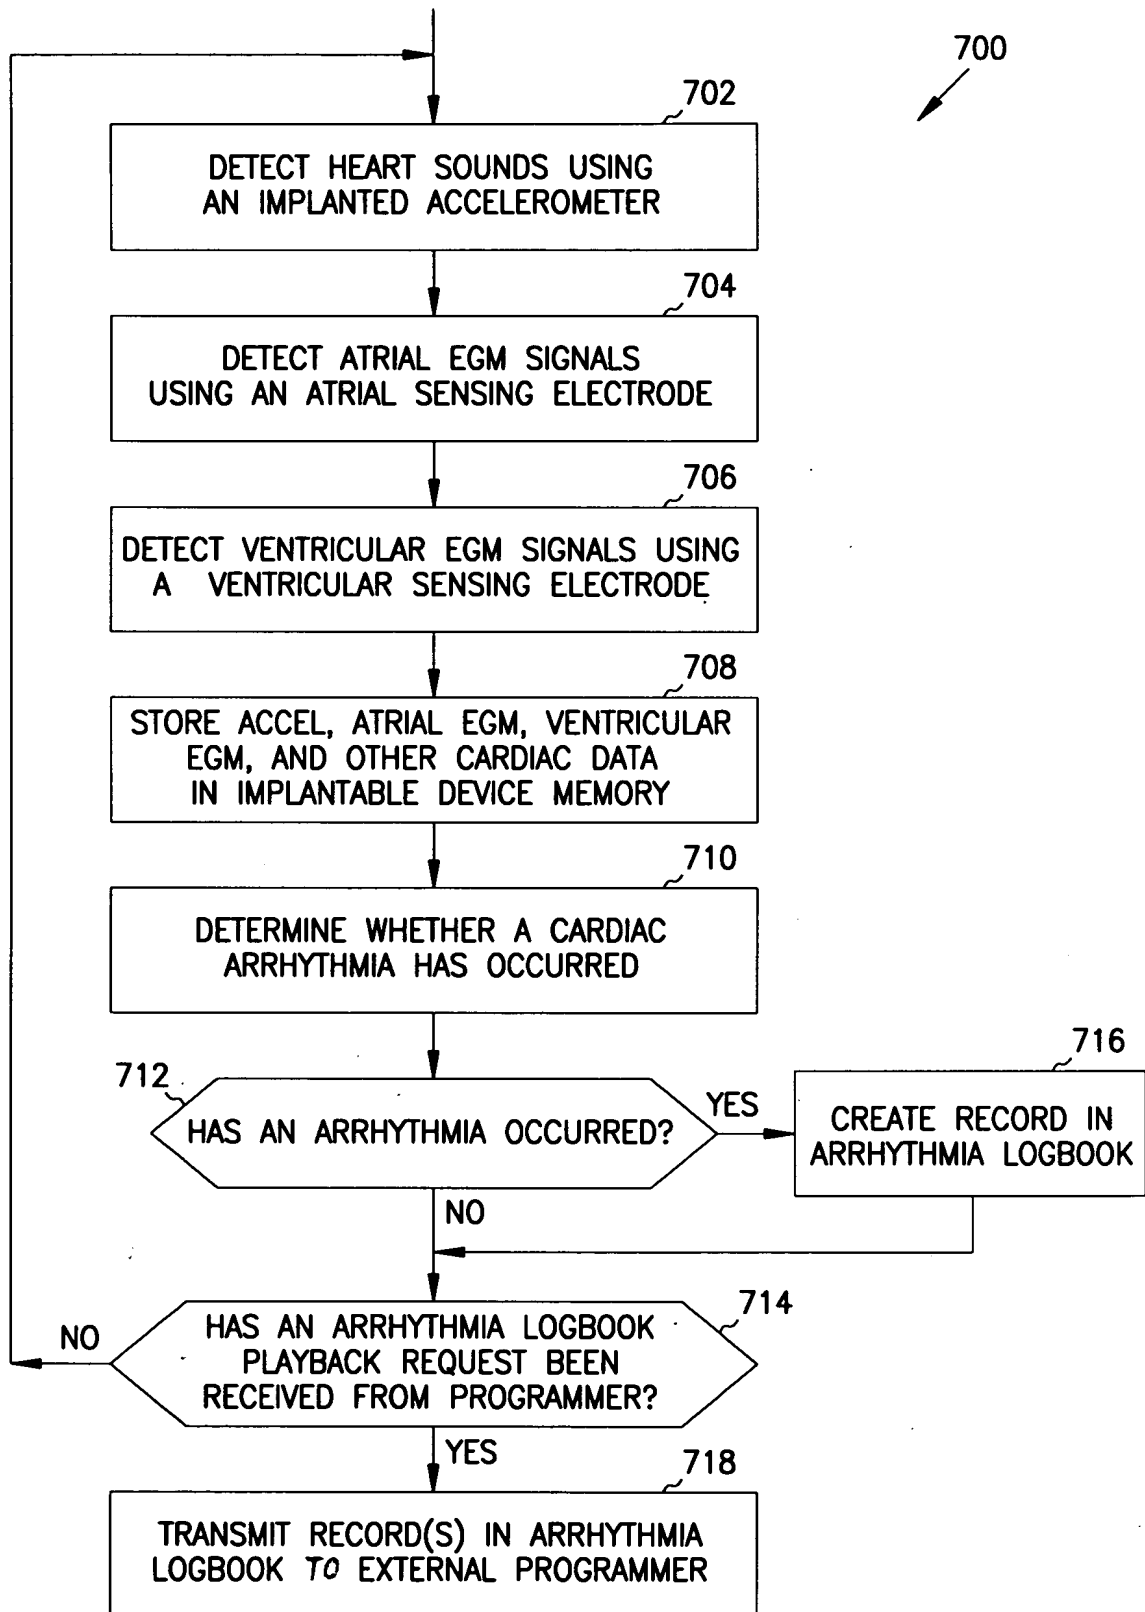 700
702
DETECT HEART SOUNDS USING
AN IMPLANTED ACCELEROMETER
704
DETECT ATRIAL EGM SIGNALS
USING AN ATRIAL SENSING ELECTRODE
706
DETECT VENTRICULAR EGM SIGNALS USING
A VENTRICULAR SENSING ELECTRODE
708
STORE ACCEL, ATRIAL EGM, VENTRICULAR
EGM, AND OTHER CARDIAC DATA
IN IMPLANTABLE DEVICE MEMORY
710
DETERMINE WHETHER A CARDIAC
ARRHYTHMIA HAS OCCURRED
712
HAS AN ARRHYTHMIA OCCURRED?
YES
716
CREATE RECORD IN
ARRHYTHMIA LOGBOOK
NO
714
HAS AN ARRHYTHMIA LOGBOOK
PLAYBACK REQUEST BEEN
RECEIVED FROM PROGRAMMER?
NO
YES
718
TRANSMIT RECORD(S) IN ARRHYTHMIA
LOGBOOK TO EXTERNAL PROGRAMMER